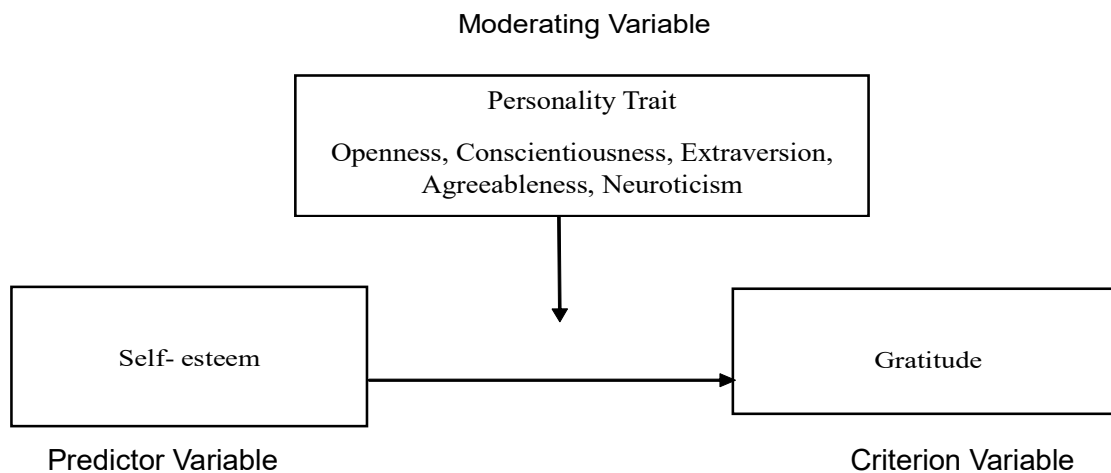 Moderating Variable
Personality Trait
Openness, Conscientiousness, Extraversion,
Agreeableness, Neuroticism
Self- esteem
Gratitude
Predictor Variable
Criterion Variable